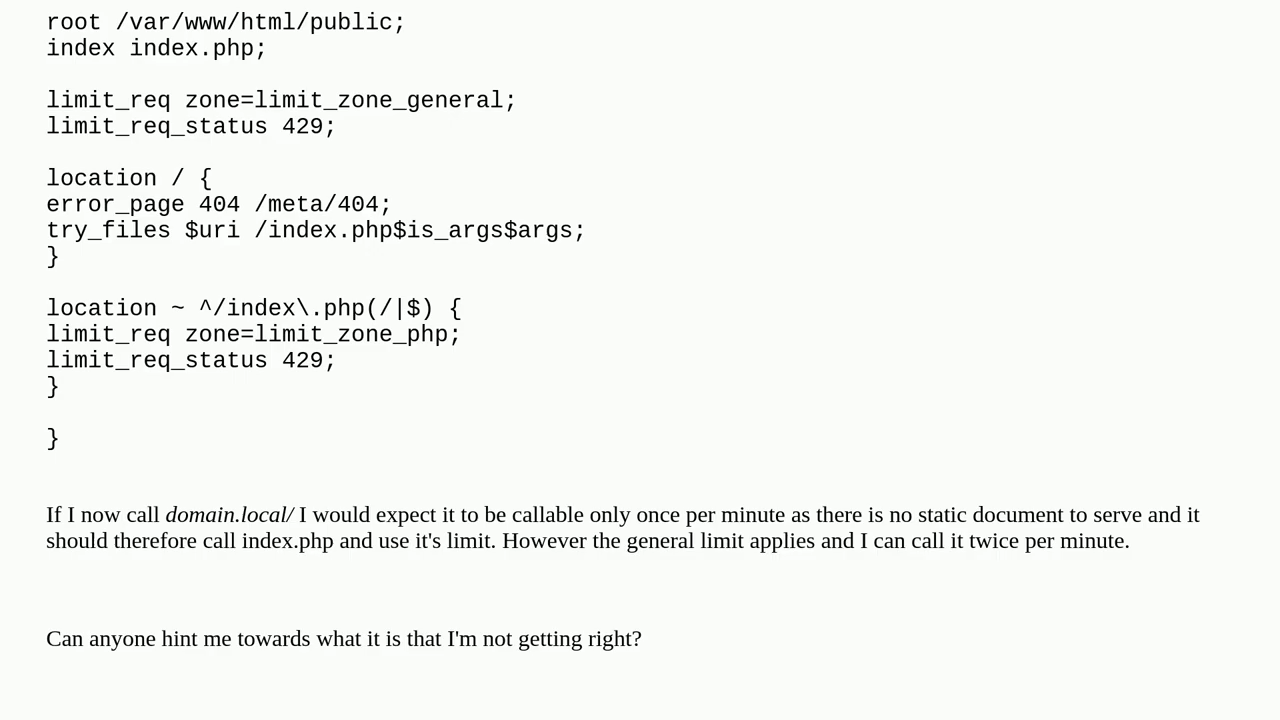 root /var/www/html/public;
index index.php;
limit_req zone=limit_zone_general;
limit_req_status 429;
location / {
error_page 404 /meta/404;
try_files $uri /index.php$is_args$args;
}
location ~ ^/index\.php(/|$) {
limit_req zone=limit_zone_php;
limit_req_status 429;
}
}
If I now call domain.local/ I would expect it to be callable only once per minute as there is no static document to serve and it
should therefore call index.php and use it's limit. However the general limit applies and I can call it twice per minute.
Can anyone hint me towards what it is that I'm not getting right?